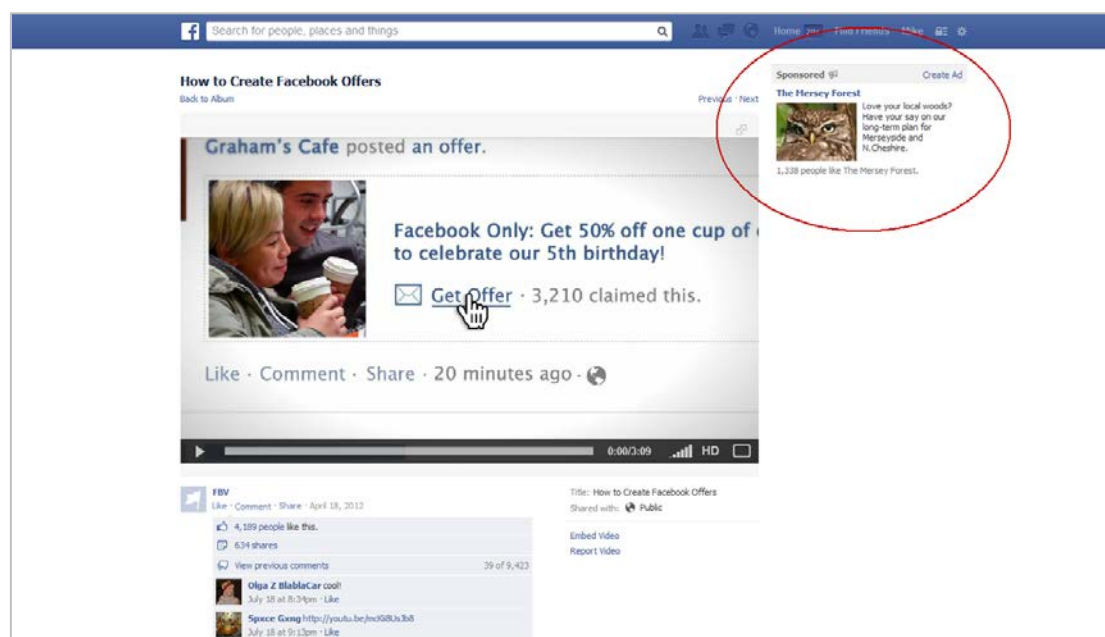 Search for people, places and things
Home
Find Friends
Mike
How to Create Facebook Offers
Back to Album
Previous · Next
Graham's Cafe posted an offer.
Facebook Only: Get 50% off one cup of
to celebrate our 5th birthday!
Get Offer · 3,210 claimed this.
Like · Comment · Share · 20 minutes ago ·
0:00/3:09 HD
Sponsored
Create Ad
The Mersey Forest
Love your local woods?
Have your say on our
long-term plan for
Merseyside and
N.Cheshire.
1,338 people like The Mersey Forest.
FBV
Like · Comment · Share · April 18, 2012
4,189 people like this.
634 shares
View previous comments
39 of 9,423
Olga Z BlablaCar cool!
July 18 at 8:34pm · Like
Spxce Gxng
July 18 at 9:13pm · Like
Title: How to Create Facebook Offers
Shared with: Public
Embed Video
Report Video